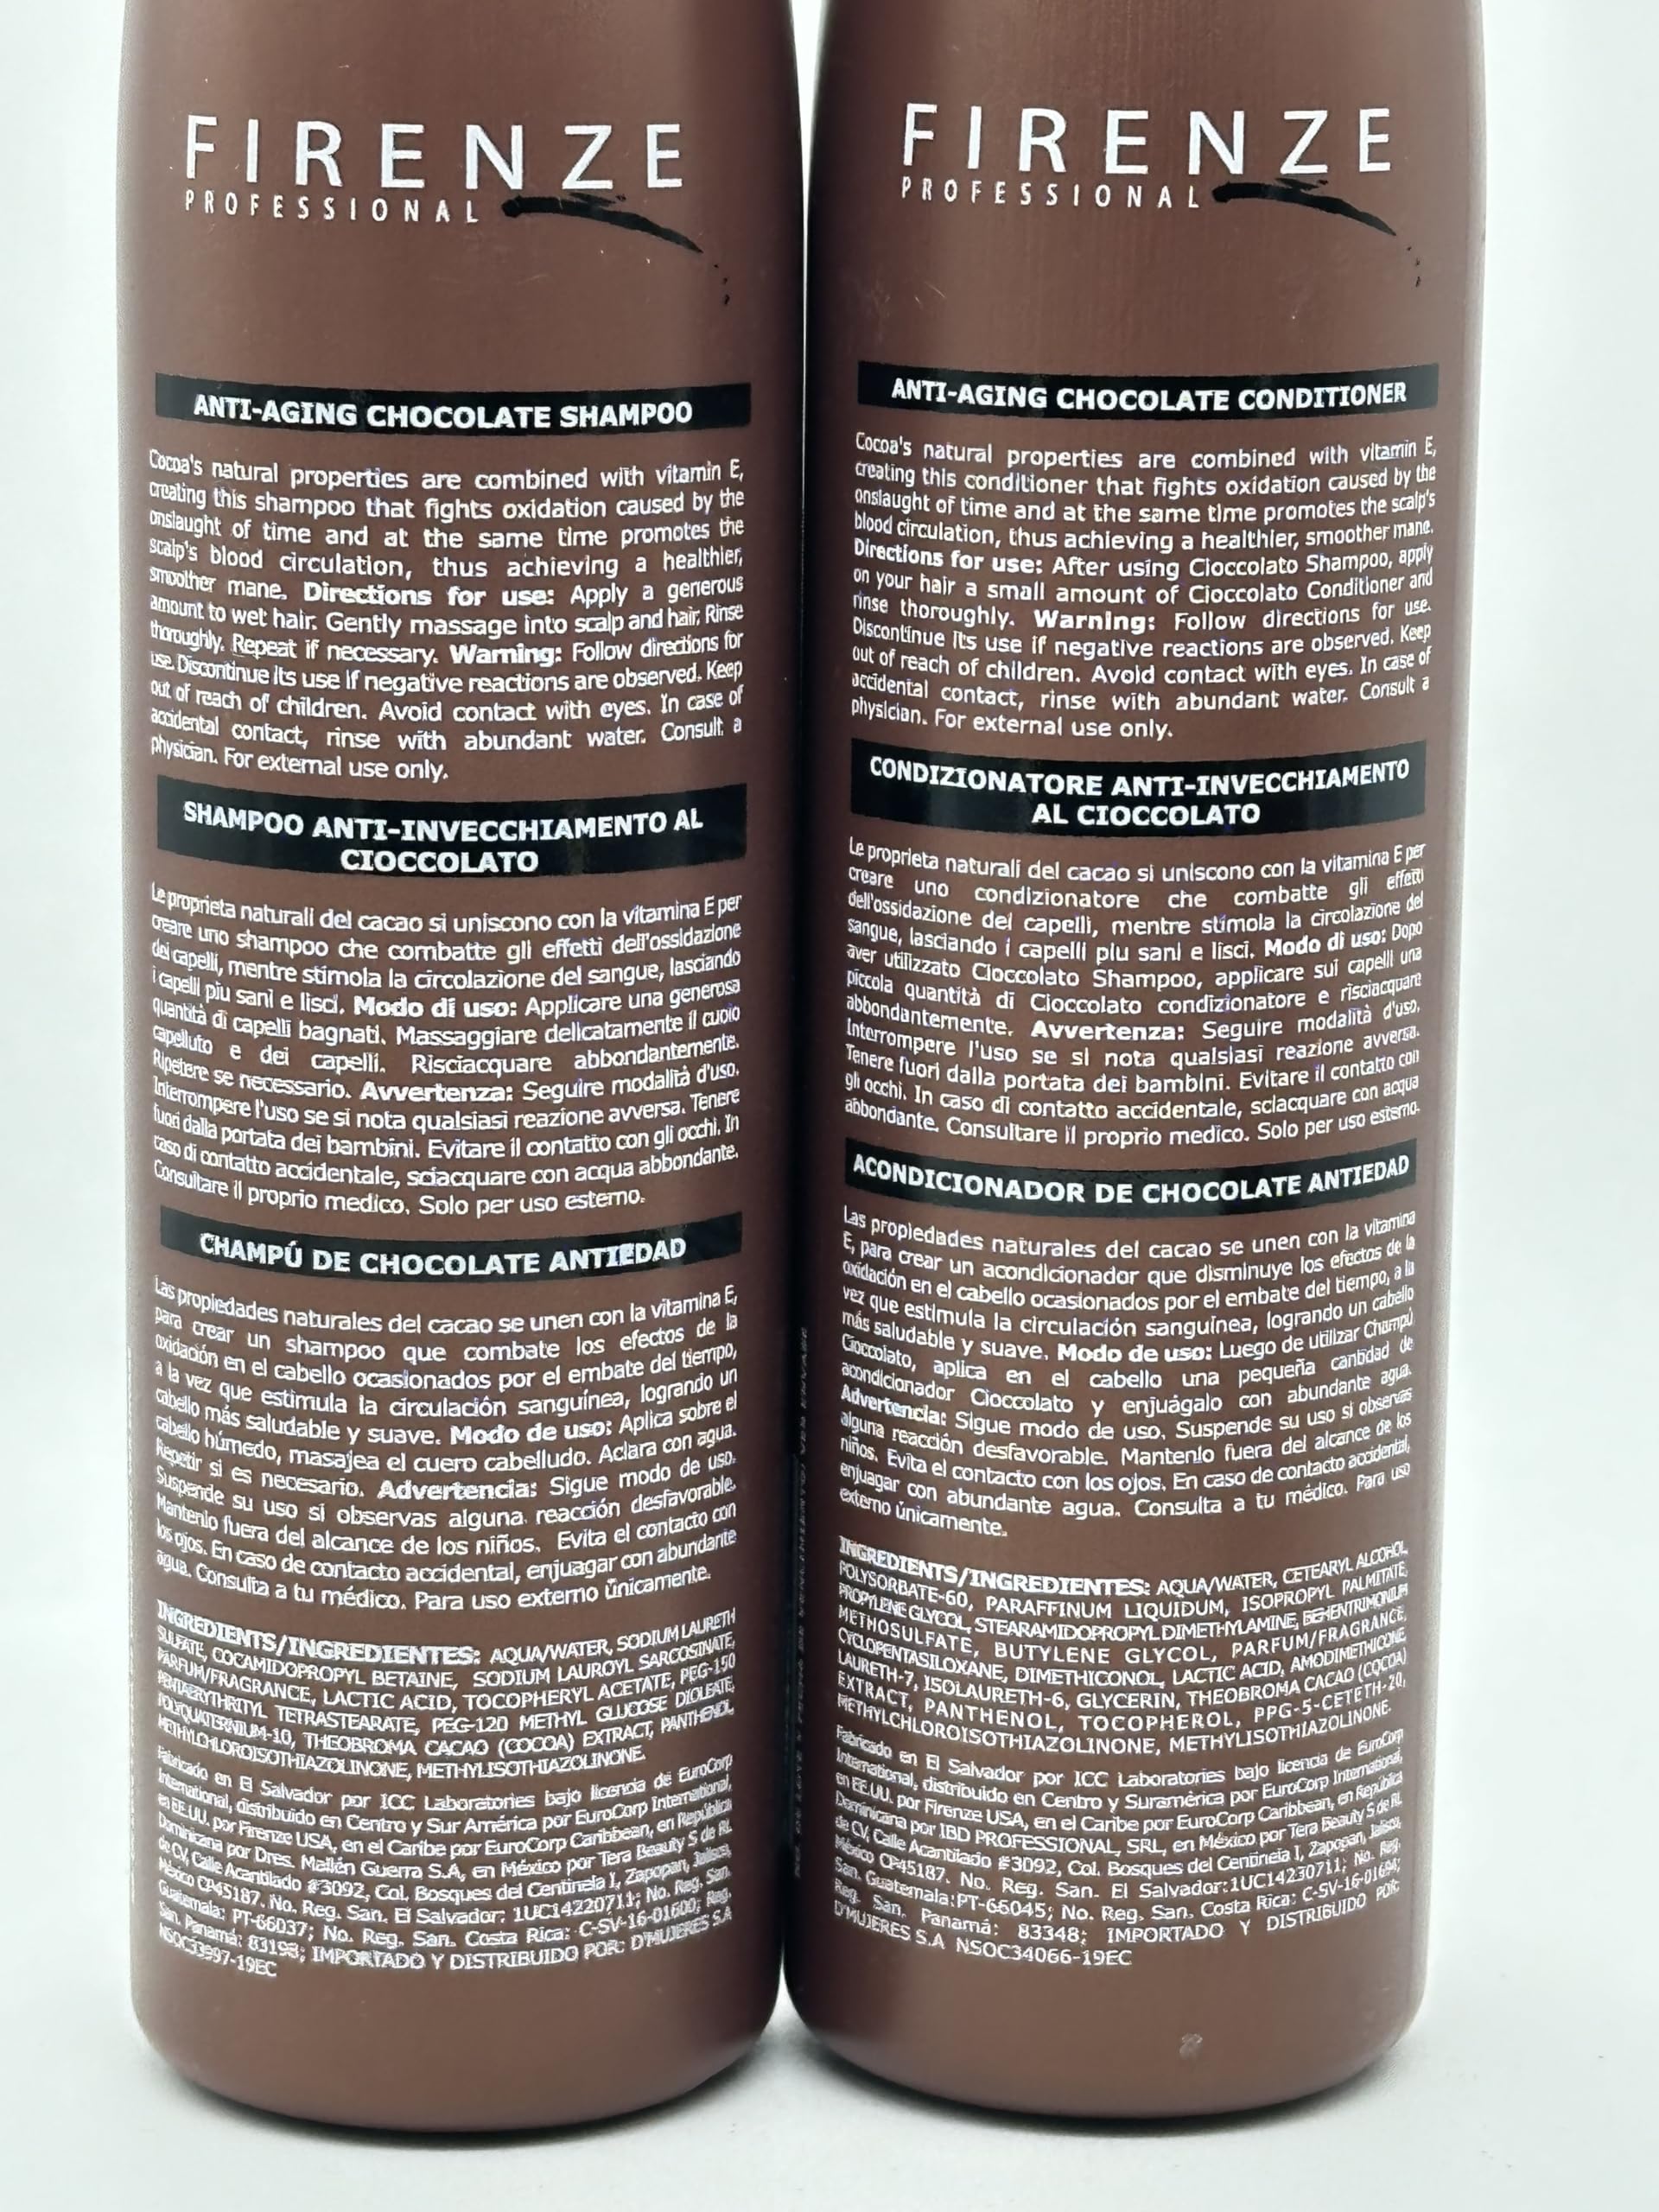 FIRENZE
PROFESSIONAL
ANTI-AGING CHOCOLATE SHAMPOO
Cocoa's natural properties are combined with vitamin E,
creating this shampoo that fights oxidation caused by the
onslaught of time and at the same time promotes the
scalp's blood circulation, thus achieving a healthier,
smoother mane. Directions for use: Apply a generous
amount to wet hair. Gently massage into scalp and hair. Rinse
thoroughly. Repeat if necessary. Warning: Follow directions for
use. Discontinue its use if negative reactions are observed. Keep
out of reach of children. Avoid contact with eyes. In case of
accidental contact, rinse with abundant water. Consult a
physician. For external use only.
SHAMPOO ANTI-INVECCHIAMENTO AL
CIOCCOLATO
Le proprieta naturali del cacao si uniscono con la vitamina E per
creare uno shampoo che combatte gli effetti dell'ossidazione
dei capelli, mentre stimola la circolazione del sangue, lasciando
i capelli piu sani e lisci. Modo di uso: Applicare una generosa
quantità di capelli bagnati. Massaggiare delicatamente il cuoio
capelluto e dei capelli. Risciacquare abbondantemente.
Ripetere se necessario. Avvertenza: Seguire modalità d'uso.
Interrompere l'uso se si nota qualsiasi reazione avversa. Tenere
fuori dalla portata dei bambini. Evitare il contatto con gli occhi. In
caso di contatto accidentale, sciacquare con acqua abbondante.
Consultare il proprio medico. Solo per uso esterno.
CHAMPÚ DE CHOCOLATE ANTIEDAD
Las propiedades naturales del cacao se unen con la vitamina E,
para crear un shampoo que combate los efectos de la
oxidación en el cabello ocasionados por el embate del tiempo,
a la vez que estimula la circulación sanguínea, logrando un
cabello más saludable y suave. Modo de uso: Aplica sobre el
cabello húmedo, masajea el cuero cabelludo. Aclara con agua.
Repetir si es necesario. Advertencia: Sigue modo de uso.
Suspende su uso si observas alguna reacción desfavorable.
Mantenlo fuera del alcance de los niños. Evita el contacto con
los ojos. En caso de contacto accidental, enjuagar con abundante
agua. Consulta a tu médico. Para uso externo únicamente.
INGREDIENTS/INGREDIENTES: AQUA/WATER, SODIUM LAURETH
SULFATE, COCAMIDOPROPYL BETAINE, SODIUM LAUROYL SARCOSINATE,
PARFUM/FRAGRANCE, LACTIC ACID, TOCOPHERYL ACETATE, PEG-150
PENTAERYTHRITYL TETRASTEARATE, PEG-120 METHYL GLUCOSE DIOLEATE,
POLYQUATERNIUM-10, THEOBROMA CACAO (COCOA) EXTRACT, PANTHENOL,
METHYLCHLOROISOTHIAZOLINONE, METHYLISOTHIAZOLINONE.
Fabricado en El Salvador por ICC Laboratories bajo licencia de EuroCorp
International, distribuido en Centro y Sur América por EuroCorp International,
en EE.UU. por Firenze USA, en el Caribe por EuroCorp Caribbean, en República
Dominicana por Dres. Mallén Guerra S.A, en México por Tera Beauty S de RL
de CV, Calle Acantilado #3092, Col. Bosques del Centinela I, Zapopan, Jalisco,
México CP45187. No. Reg. San. El Salvador: 1UC14220711; No. Reg. San.
Guatemala: PT-66037; No. Reg. San. Costa Rica: C-SV-16-01600; Reg.
San. Panamá: 83198; IMPORTADO Y DISTRIBUIDO POR: D'MUJERES S.A
NSOC33997-19EC
FIRENZE
PROFESSIONAL
ANTI-AGING CHOCOLATE CONDITIONER
Cocoa's natural properties are combined with vitamin E,
creating this conditioner that fights oxidation caused by the
onslaught of time and at the same time promotes the scalp's
blood circulation, thus achieving a healthier, smoother mane.
Directions for use: After using Cioccolato Shampoo, apply
on your hair a small amount of Cioccolato Conditioner and
rinse thoroughly. Warning: Follow directions for use.
Discontinue its use if negative reactions are observed. Keep
out of reach of children. Avoid contact with eyes. In case of
accidental contact, rinse with abundant water. Consult a
physician. For external use only.
CONDIZIONATORE ANTI-INVECCHIAMENTO
AL CIOCCOLATO
Le proprieta naturali del cacao si uniscono con la vitamina E per
creare uno condizionatore che combatte gli effetti
dell'ossidazione dei capelli, mentre stimola la circolazione del
sangue, lasciando i capelli piu sani e lisci. Modo di uso: Dopo
aver utilizzato Cioccolato Shampoo, applicare sui capelli una
piccola quantità di Cioccolato condizionatore e risciacquare
abbondantemente. Avvertenza: Seguire modalità d'uso.
Interrompere l'uso se si nota qualsiasi reazione avversa.
Tenere fuori dalla portata dei bambini. Evitare il contatto con
gli occhi. In caso di contatto accidentale, sciacquare con acqua
abbondante. Consultare il proprio medico. Solo per uso esterno.
ACONDICIONADOR DE CHOCOLATE ANTIEDAD
Las propiedades naturales del cacao se unen con la vitamina
E, para crear un acondicionador que disminuye los efectos de la
oxidación en el cabello ocasionados por el embate del tiempo, a la
vez que estimula la circulación sanguínea, logrando un cabello
más saludable y suave. Modo de uso: Luego de utilizar Champú
Cioccolato, aplica en el cabello una pequeña cantidad de
acondicionador Cioccolato y enjuágalo con abundante agua.
Advertencia: Sigue modo de uso. Suspende su uso si observas
alguna reacción desfavorable. Mantenlo fuera del alcance de los
niños. Evita el contacto con los ojos. En caso de contacto accidental,
enjuagar con abundante agua. Consulta a tu médico. Para uso
externo únicamente.
INGREDIENTS/INGREDIENTES: AQUA/WATER, CETEARYL ALCOHOL,
POLYSORBATE-60, PARAFFINUM LIQUIDUM, ISOPROPYL PALMITATE,
PROPYLENE GLYCOL, STEARAMIDOPROPYL DIMETHYLAMINE, BEHENTRIMONIUM
METHOSULFATE, BUTYLENE GLYCOL, PARFUM/FRAGRANCE,
CYCLOPENTASILOXANE, DIMETHICONOL, LACTIC ACID, AMODIMETHICONE,
LAURETH-7, ISOLAURETH-6, GLYCERIN, THEOBROMA CACAO (COCOA)
EXTRACT, PANTHENOL, TOCOPHEROL, PPG-5-CETETH-20,
METHYLCHLOROISOTHIAZOLINONE, METHYLISOTHIAZOLINONE.
Fabricado en El Salvador por ICC Laboratories bajo licencia de EuroCorp
International, distribuido en Centro y Suramérica por EuroCorp International,
en EE.UU. por Firenze USA, en el Caribe por EuroCorp Caribbean, en República
Dominicana por IBD PROFESSIONAL, SRL, en México por Tera Beauty S de RL
de CV, Calle Acantilado #3092, Col. Bosques del Centinela I, Zapopan, Jalisco,
México CP45187. No. Reg. San. El Salvador:1UC14230711; No. Reg.
San. Guatemala:PT-66045; No. Reg. San. Costa Rica: C-SV-16-01694;
Reg. San. Panamá: 83348; IMPORTADO Y DISTRIBUIDO POR:
D'MUJERES S.A NSOC34066-19EC